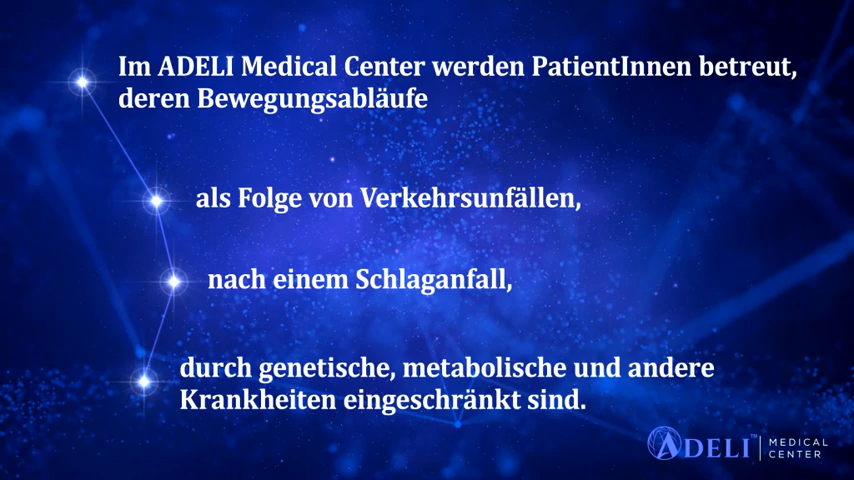 Im ADELI Medical Center werden PatientInnen betreut,
deren Bewegungsabläufe
als Folge von Verkehrsunfällen,
nach einem Schlaganfall,
durch genetische, metabolische und andere
Krankheiten eingeschränkt sind.
ADELI™ MEDICAL
CENTER